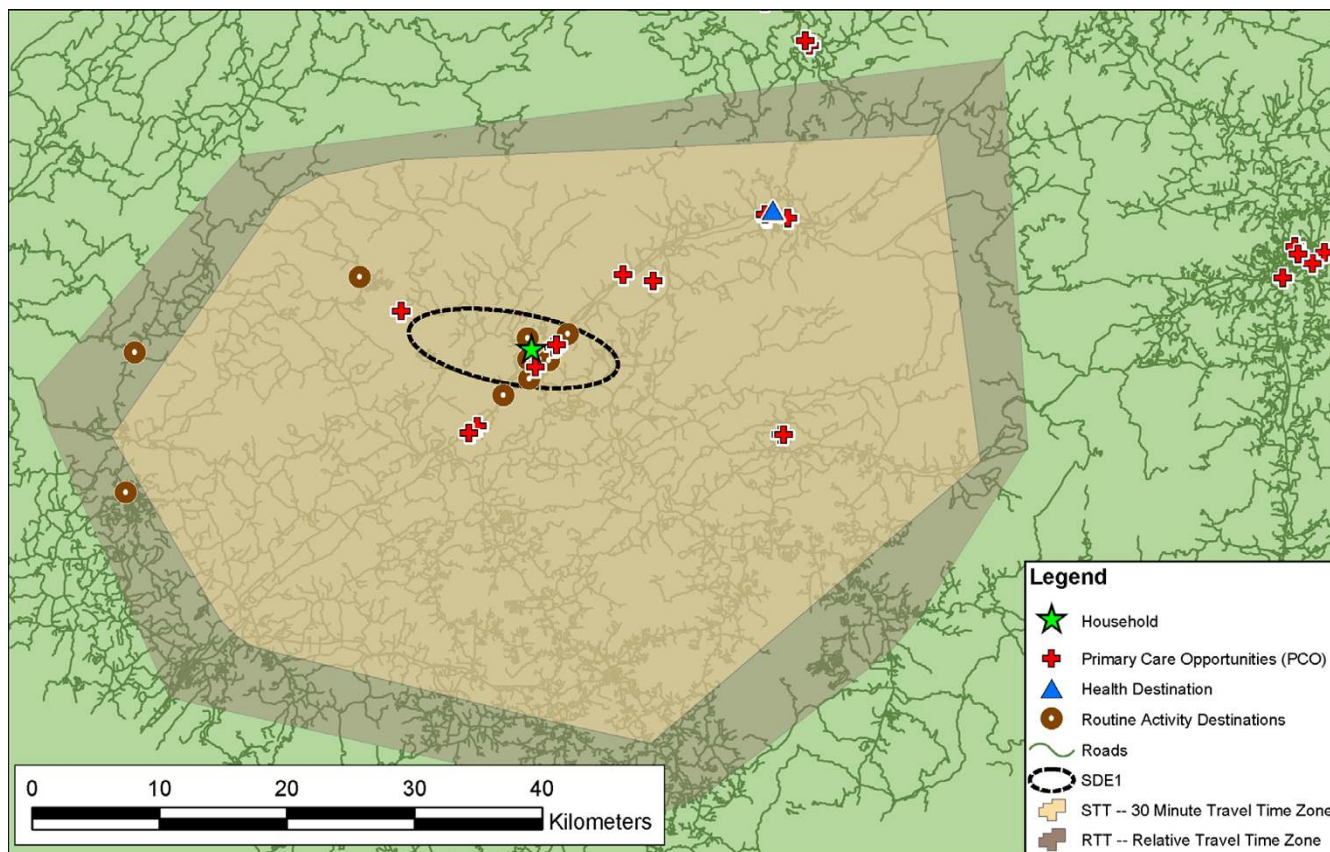 Legend
Household
Primary Care Opportunities (PCO)
Health Destination
Routine Activity Destinations
Roads
SDE1
STT -- 30 Minute Travel Time Zone
RTT -- Relative Travel Time Zone
0 10 20 30 40
Kilometers